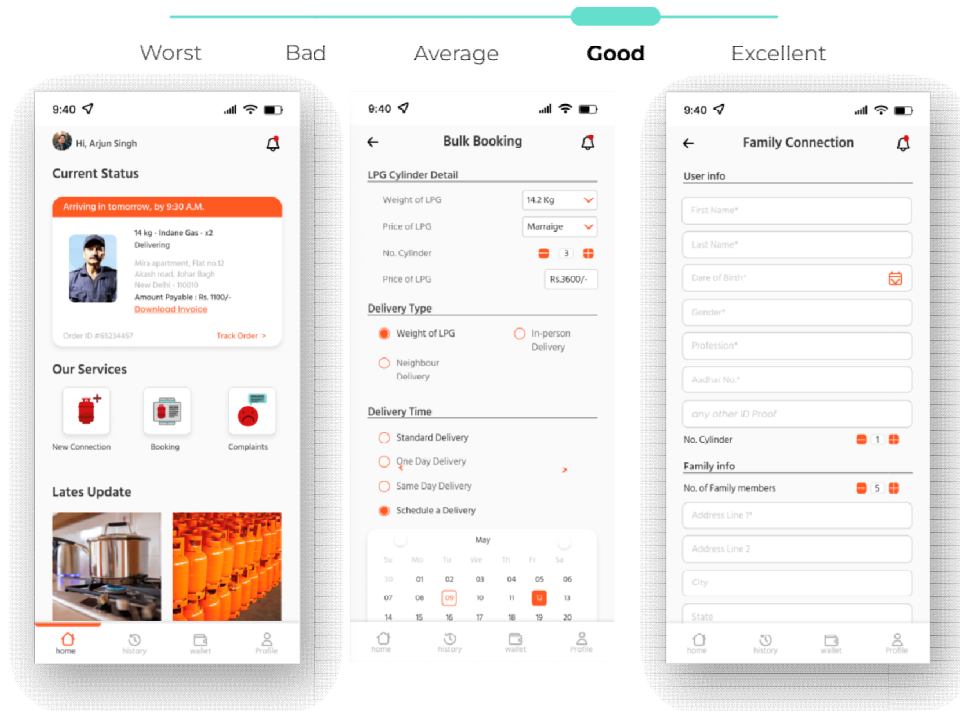 Worst Bad Average Good Excellent
9:40
Hi, Arjun Singh
Current Status
Arriving in tomorrow, by 9:30 A.M.
14 kg - Indane Gas - x2
Delivering
Mira apartment, Flat no.12
Akash road, Johar Bagh
New Delhi - 110010
Amount Payable : Rs. 1100/-
Download Invoice
Order ID #65234457
Track Order >
Our Services
New Connection
Booking
Complaints
Lates Update
home
history
wallet
Profile
9:40
Bulk Booking
LPG Cylinder Detail
Weight of LPG
14.2 Kg
Price of LPG
Marraige
No. Cylinder
3
Price of LPG
Rs.3600/-
Delivery Type
Weight of LPG
In-person
Delivery
Neighbour
Delivery
Delivery Time
Standard Delivery
One Day Delivery
Same Day Delivery
Schedule a Delivery
May
Su Mo Tu We Th Fr Sa
30 01 02 03 04 05 06
07 08 09 10 11 12 13
14 15 16 17 18 19 20
home
history
wallet
Profile
9:40
Family Connection
User info
First Name*
Last Name*
Date of Birth*
Gender*
Profession*
Aadhar No.*
any other ID Proof
No. Cylinder
1
Family info
No. of Family members
5
Address Line 1*
Address Line 2
City
State
home
history
wallet
Profile